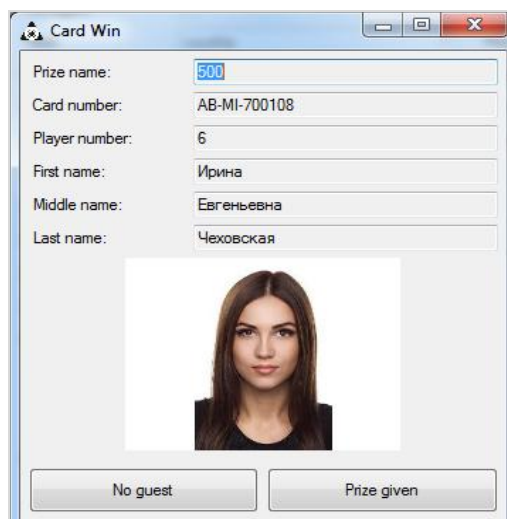 Card Win
Prize name: 500
Card number: AB-MI-700108
Player number: 6
First name: Ирина
Middle name: Евгеньевна
Last name: Чеховская
No guest Prize given